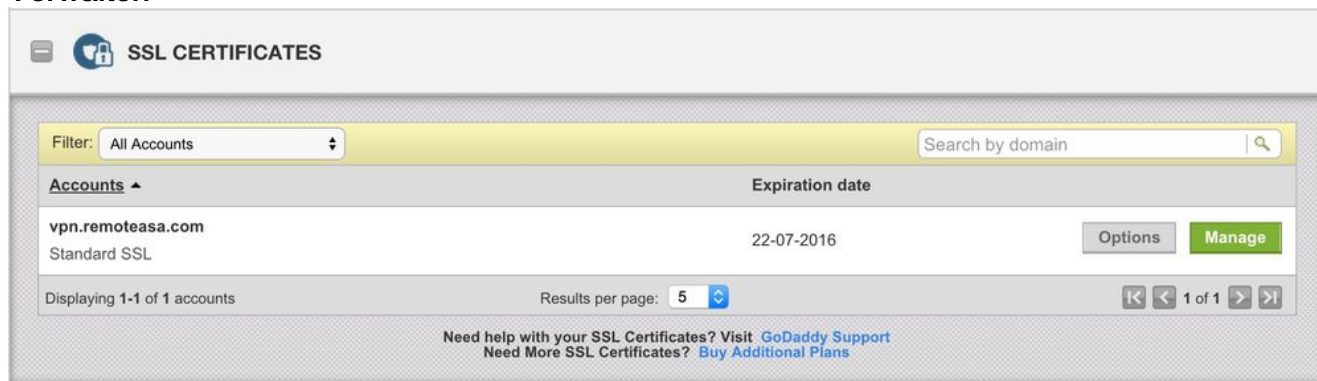 SSL CERTIFICATES
Filter: All Accounts Search by domain
Accounts Expiration date
vpn.remoteasa.com
Standard SSL
22-07-2016 Options Manage
Displaying 1-1 of 1 accounts Results per page: 5 1 of 1
Need help with your SSL Certificates? Visit GoDaddy Support
Need More SSL Certificates? Buy Additional Plans